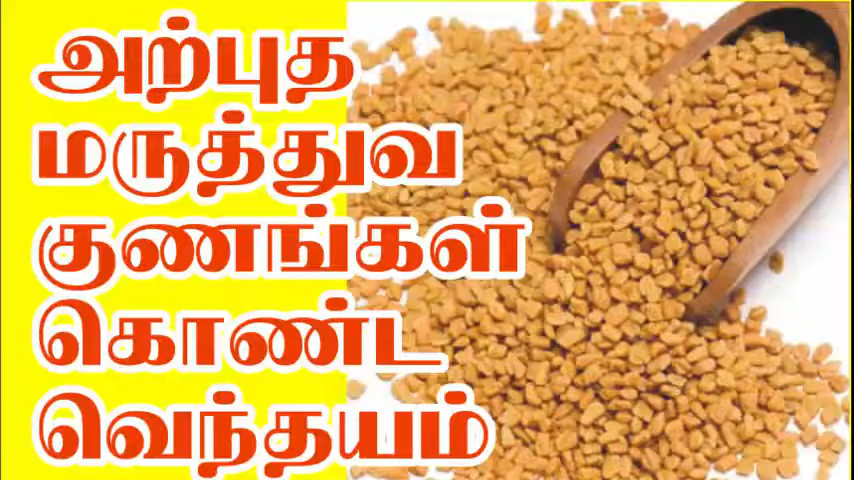 அற்புத
மருத்துவ
குணங்கள்
கொண்ட
வெந்தயம்